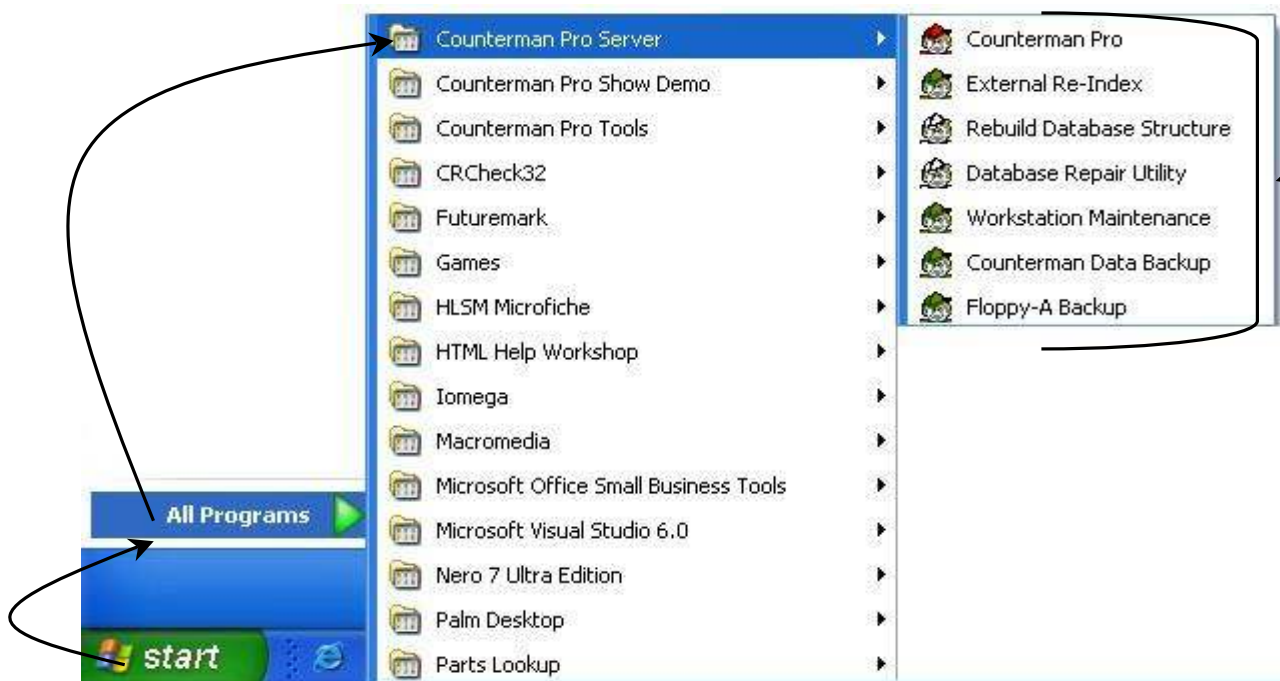 Counterman Pro Server
Counterman Pro Show Demo
Counterman Pro Tools
CRCheck32
Futuremark
Games
HLSM Microfiche
HTML Help Workshop
Iomega
Macromedia
Microsoft Office Small Business Tools
Microsoft Visual Studio 6.0
Nero 7 Ultra Edition
Palm Desktop
Parts Lookup
Counterman Pro
External Re-Index
Rebuild Database Structure
Database Repair Utility
Workstation Maintenance
Counterman Data Backup
Floppy-A Backup
All Programs
start